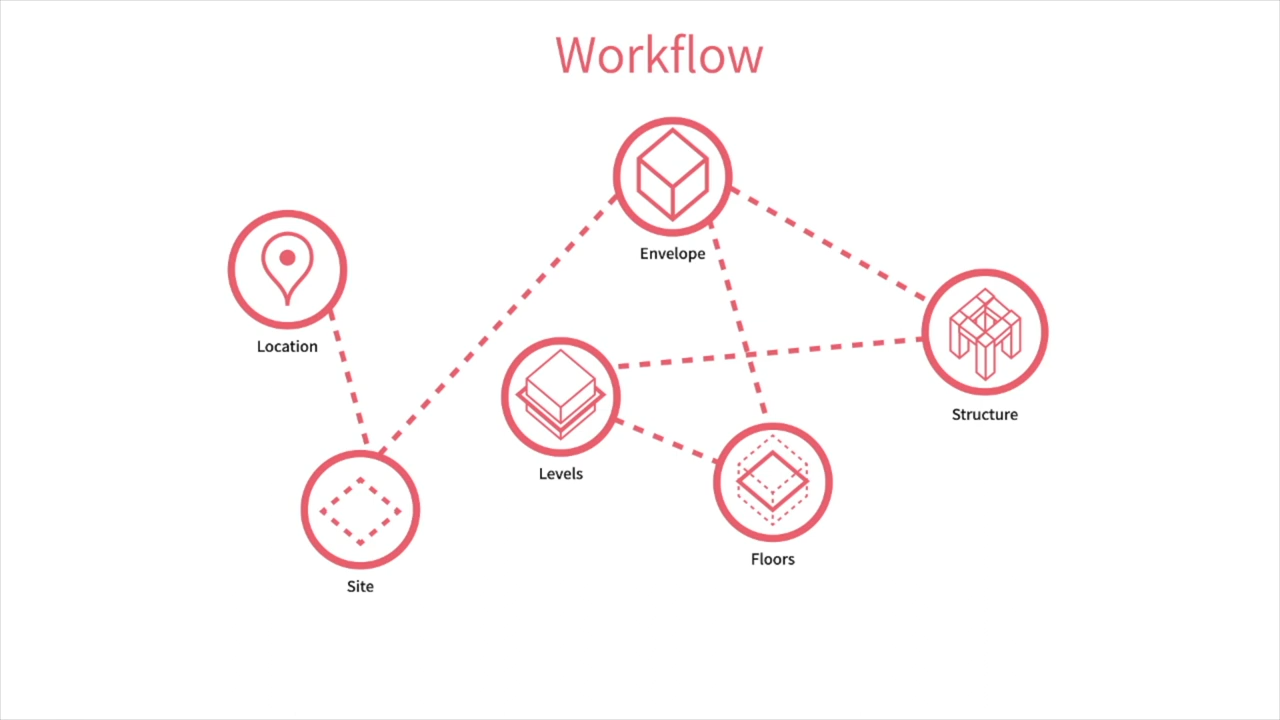 Workflow
Envelope
Location
Structure
Levels
Floors
Site